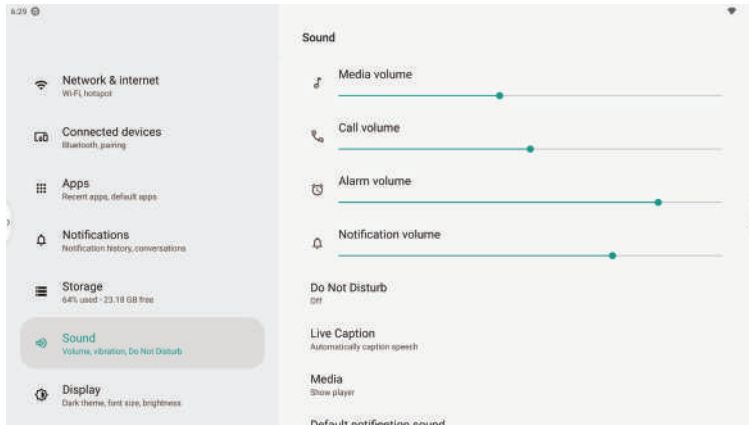 6:29
Network & internet
Wi-Fi, hotspot
Connected devices
Bluetooth, pairing
Apps
Recent apps, default apps
Notifications
Notification history, conversations
Storage
64% used - 23.18 GB free
Sound
Volume, vibration, Do Not Disturb
Display
Dark theme, font size, brightness
Sound
Media volume
Call volume
Alarm volume
Notification volume
Do Not Disturb
Off
Live Caption
Automatically caption speech
Media
Show player
Default notification sound